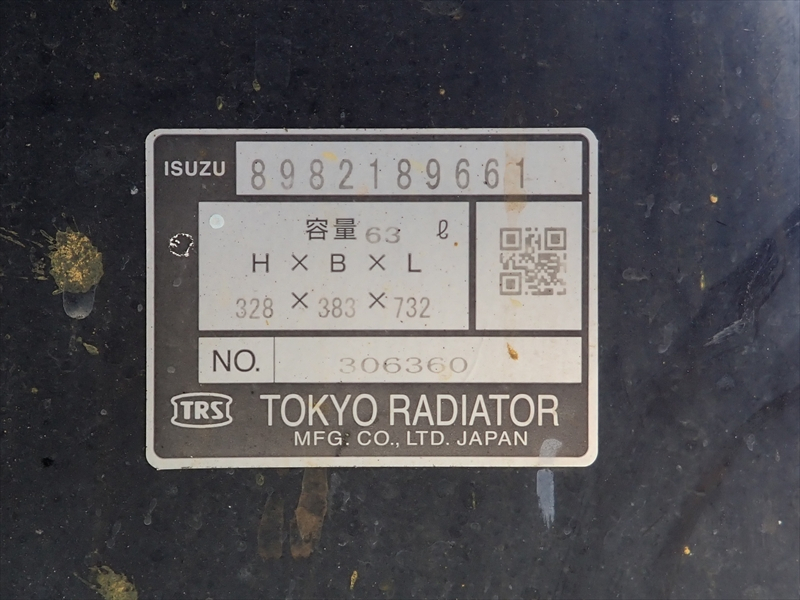 ISUZU 8982189661
容量 63 ℓ
H × B × L
328 × 383 × 732
NO. 306360
TRS TOKYO RADIATOR
MFG. CO., LTD. JAPAN